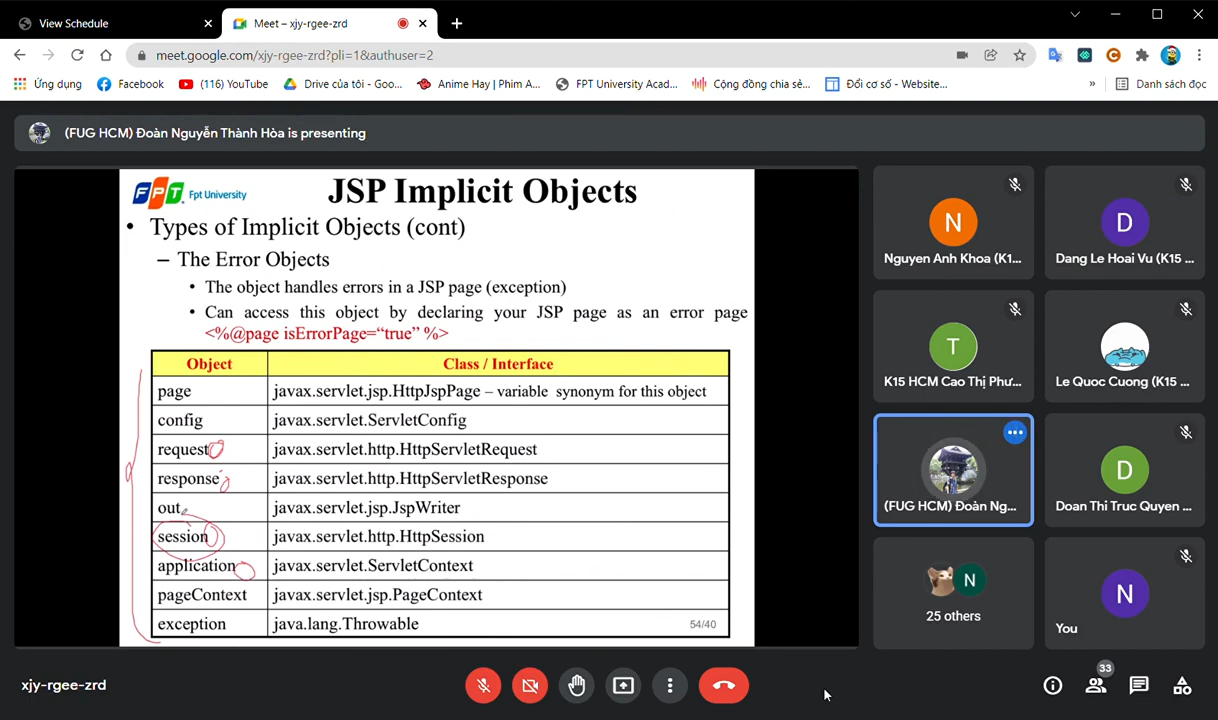 View Schedule
Meet – xjy-rgee-zrd
meet.google.com/xjy-rgee-zrd?pli=1&authuser=2
Ứng dụng
Facebook
(116) YouTube
Drive của tôi - Goo...
Anime Hay | Phim A...
FPT University Acad...
Cộng đồng chia sẻ...
Đổi cơ số - Website...
»
Danh sách đọc
(FUG HCM) Đoàn Nguyễn Thành Hòa is presenting
FPT Fpt University
JSP Implicit Objects
• Types of Implicit Objects (cont)
– The Error Objects
• The object handles errors in a JSP page (exception)
• Can access this object by declaring your JSP page as an error page
<%@page isErrorPage=“true” %>
Object Class / Interface
page javax.servlet.jsp.HttpJspPage – variable synonym for this object
config javax.servlet.ServletConfig
request javax.servlet.http.HttpServletRequest
response javax.servlet.http.HttpServletResponse
out javax.servlet.jsp.JspWriter
session javax.servlet.http.HttpSession
application javax.servlet.ServletContext
pageContext javax.servlet.jsp.PageContext
exception java.lang.Throwable
54/40
N
Nguyen Anh Khoa (K1...
D
Dang Le Hoai Vu (K15 ...
T
K15 HCM Cao Thị Phư...
Le Quoc Cuong (K15 ...
(FUG HCM) Đoàn Ng...
D
Doan Thi Truc Quyen ...
N
25 others
N
You
xjy-rgee-zrd
33